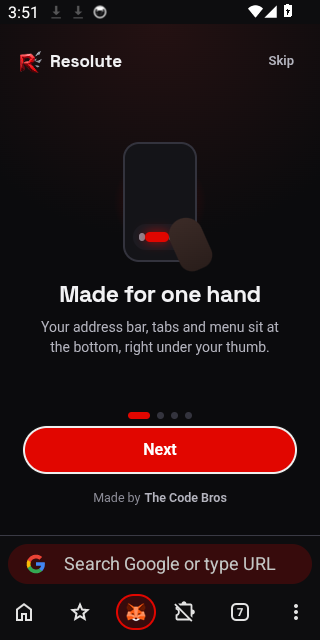 3:51
Resolute
Skip
Made for one hand
Your address bar, tabs and menu sit at
the bottom, right under your thumb.
Next
Made by The Code Bros
Search Google or type URL
7